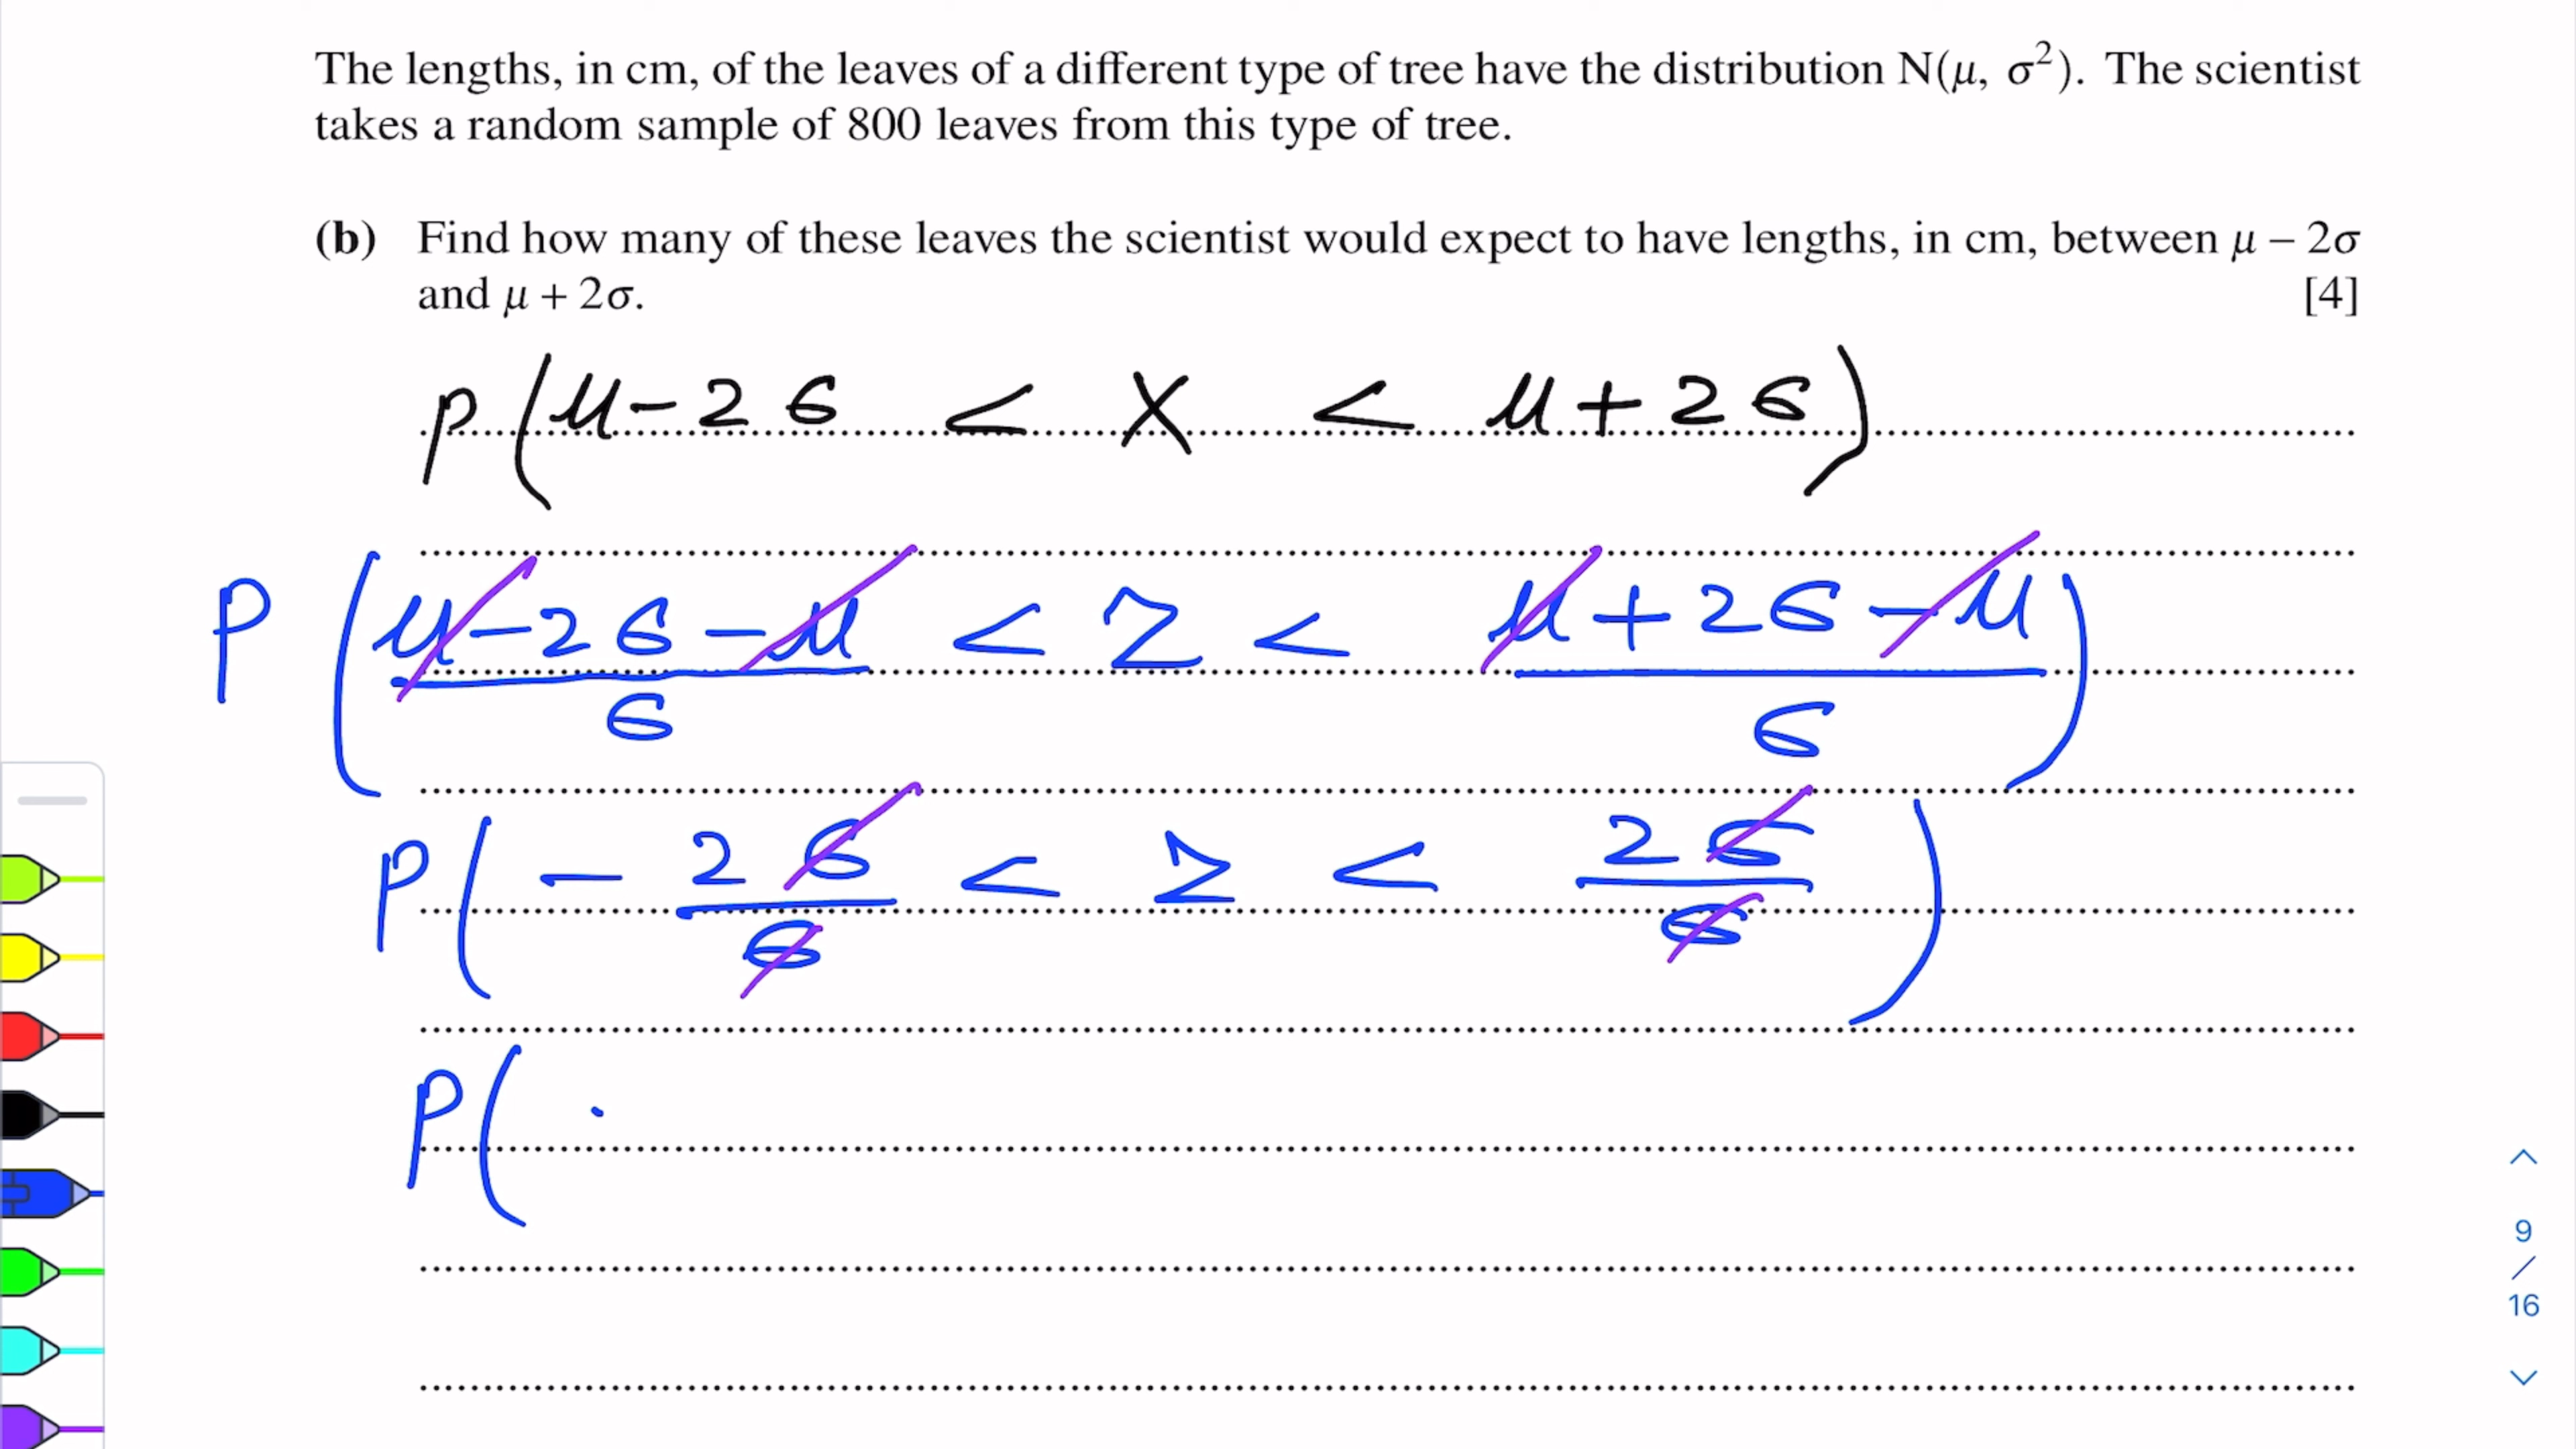 The lengths, in cm, of the leaves of a different type of tree have the distribution N(μ, σ²). The scientist
takes a random sample of 800 leaves from this type of tree.
(b) Find how many of these leaves the scientist would expect to have lengths, in cm, between μ – 2σ
and μ + 2σ. [4]
P(μ - 2σ < X < μ + 2σ)
P((μ - 2σ - μ)/σ < Z < (μ + 2σ - μ)/σ)
P(- 2σ/σ < Z < 2σ/σ)
P(
9
/
16